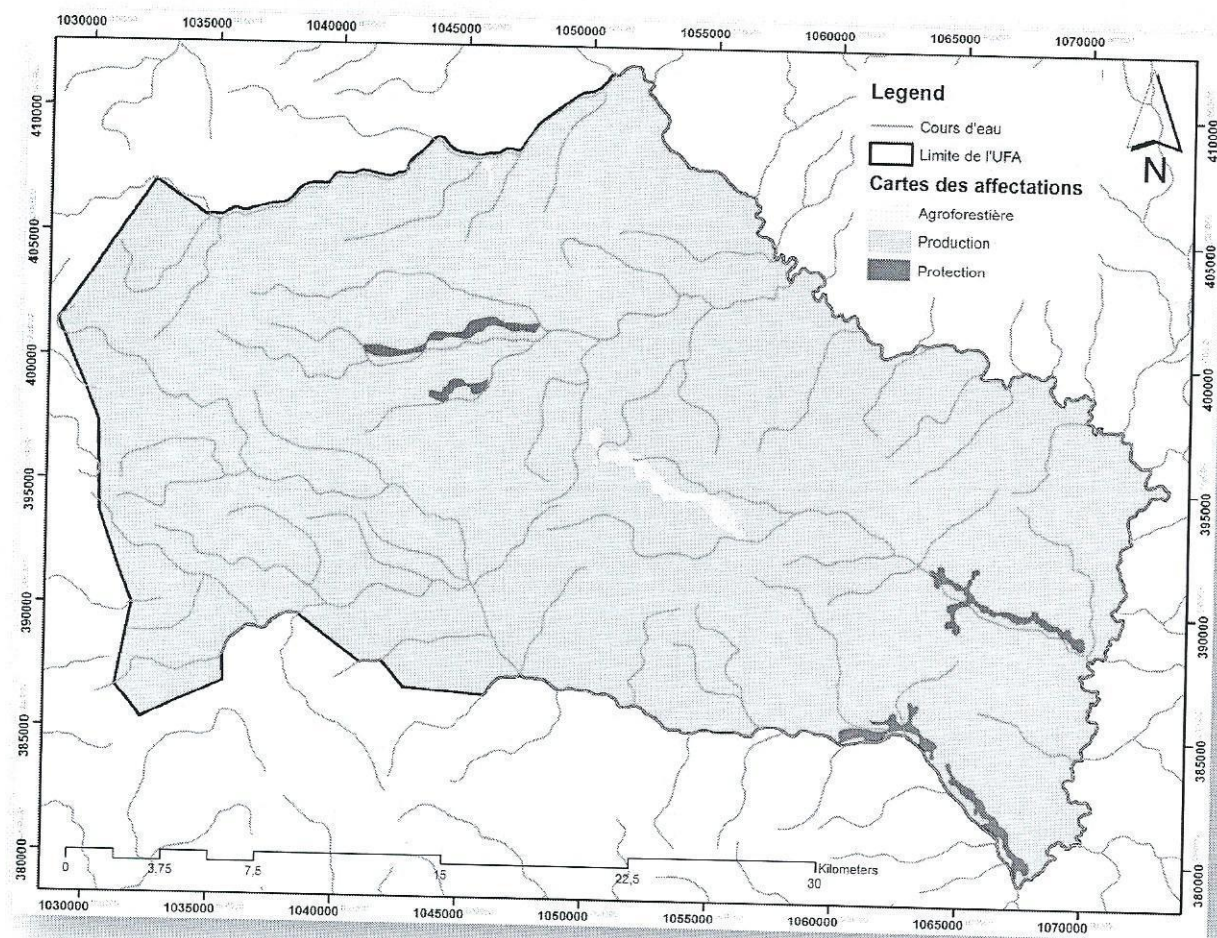 1030000 1035000 1040000 1045000 1050000 1055000 1060000 1065000 1070000
Legend
Cours d'eau
Limite de l'UFA
Cartes des affectations
Agroforestière
Production
Protection
N
410000 405000 400000 395000 390000 385000 380000
410000 405000 400000 395000 390000 385000 380000
0 3.75 7.5 15 22,5 30
Kilometers
1030000 1035000 1040000 1045000 1050000 1055000 1060000 1065000 1070000